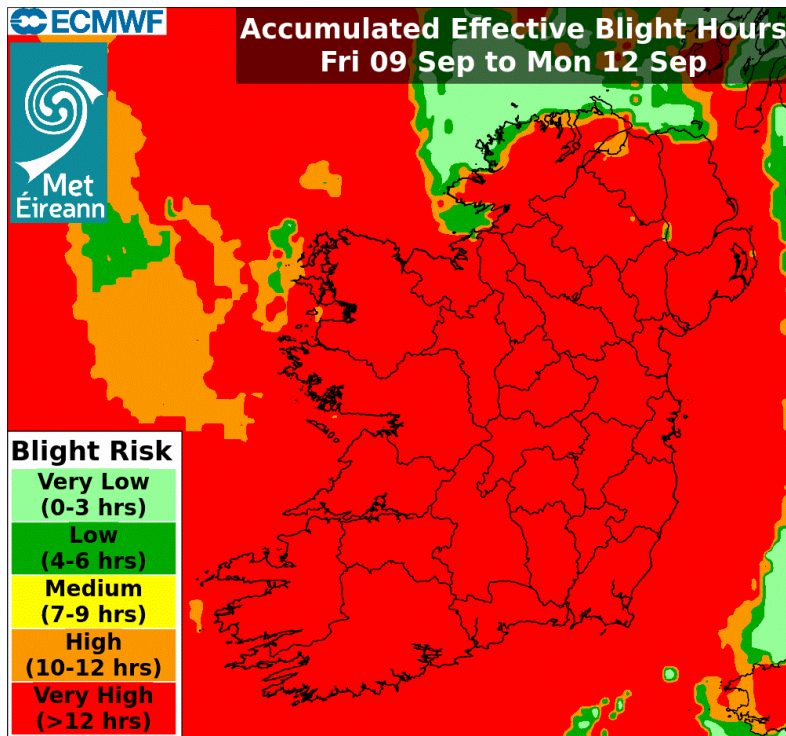 ECMWF
Accumulated Effective Blight Hours
Fri 09 Sep to Mon 12 Sep
Met
Éireann
Blight Risk
Very Low
(0-3 hrs)
Low
(4-6 hrs)
Medium
(7-9 hrs)
High
(10-12 hrs)
Very High
(>12 hrs)